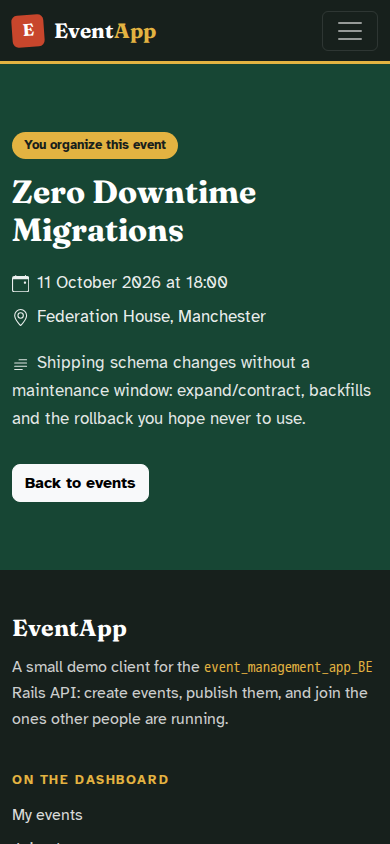 E EventApp
You organize this event
Zero Downtime
Migrations
11 October 2026 at 18:00
Federation House, Manchester
Shipping schema changes without a
maintenance window: expand/contract, backfills
and the rollback you hope never to use.
Back to events
EventApp
A small demo client for the event_management_app_BE
Rails API: create events, publish them, and join the
ones other people are running.
ON THE DASHBOARD
My events